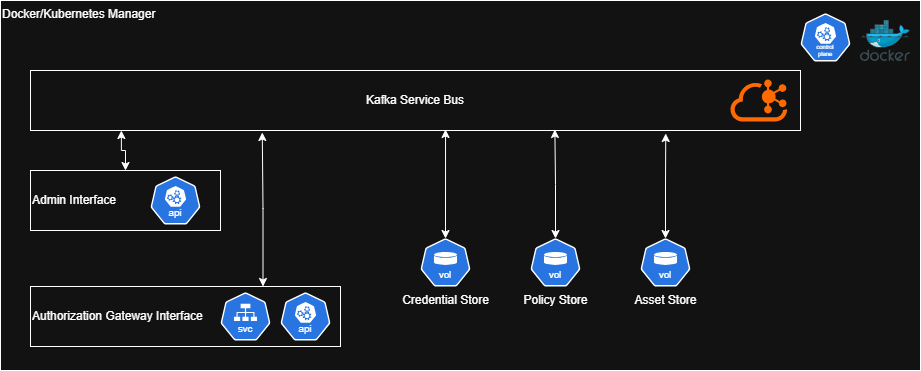 Docker/Kubernetes Manager
control
plane
docker
Kafka Service Bus
Admin Interface
api
Authorization Gateway Interface
svc
api
vol
vol
vol
Credential Store
Policy Store
Asset Store